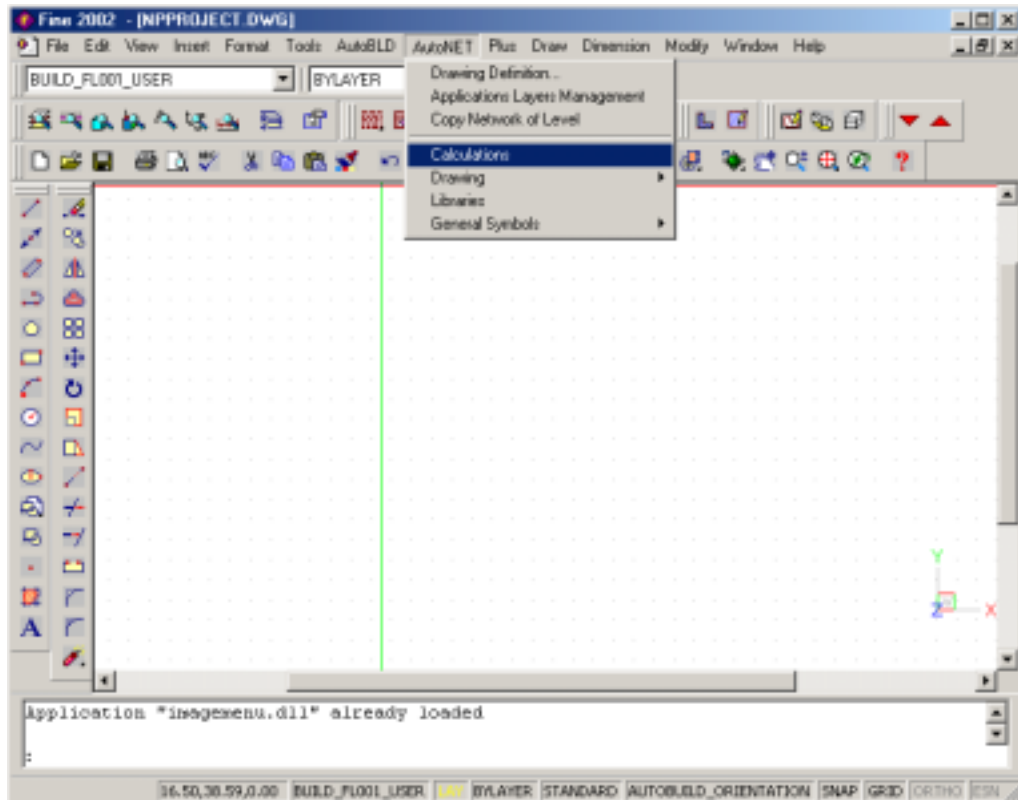 Fine 2002 - [NPPROJECT.DWG]
File Edit View Insert Format Tools AutoBLD AutoNET Plus Draw Dimension Modify Window Help
BUILD_FL001_USER BYLAYER
Drawing Definition...
Applications Layers Management
Copy Network of Level
Calculations
Drawing
Libraries
General Symbols
Y
Z X
Application "imagemenu.dll" already loaded
:
16.50,38.59,0.00 BUILD_FL001_USER LAY BYLAYER STANDARD AUTOBUILD_ORIENTATION SNAP GRID ORTHO ESN